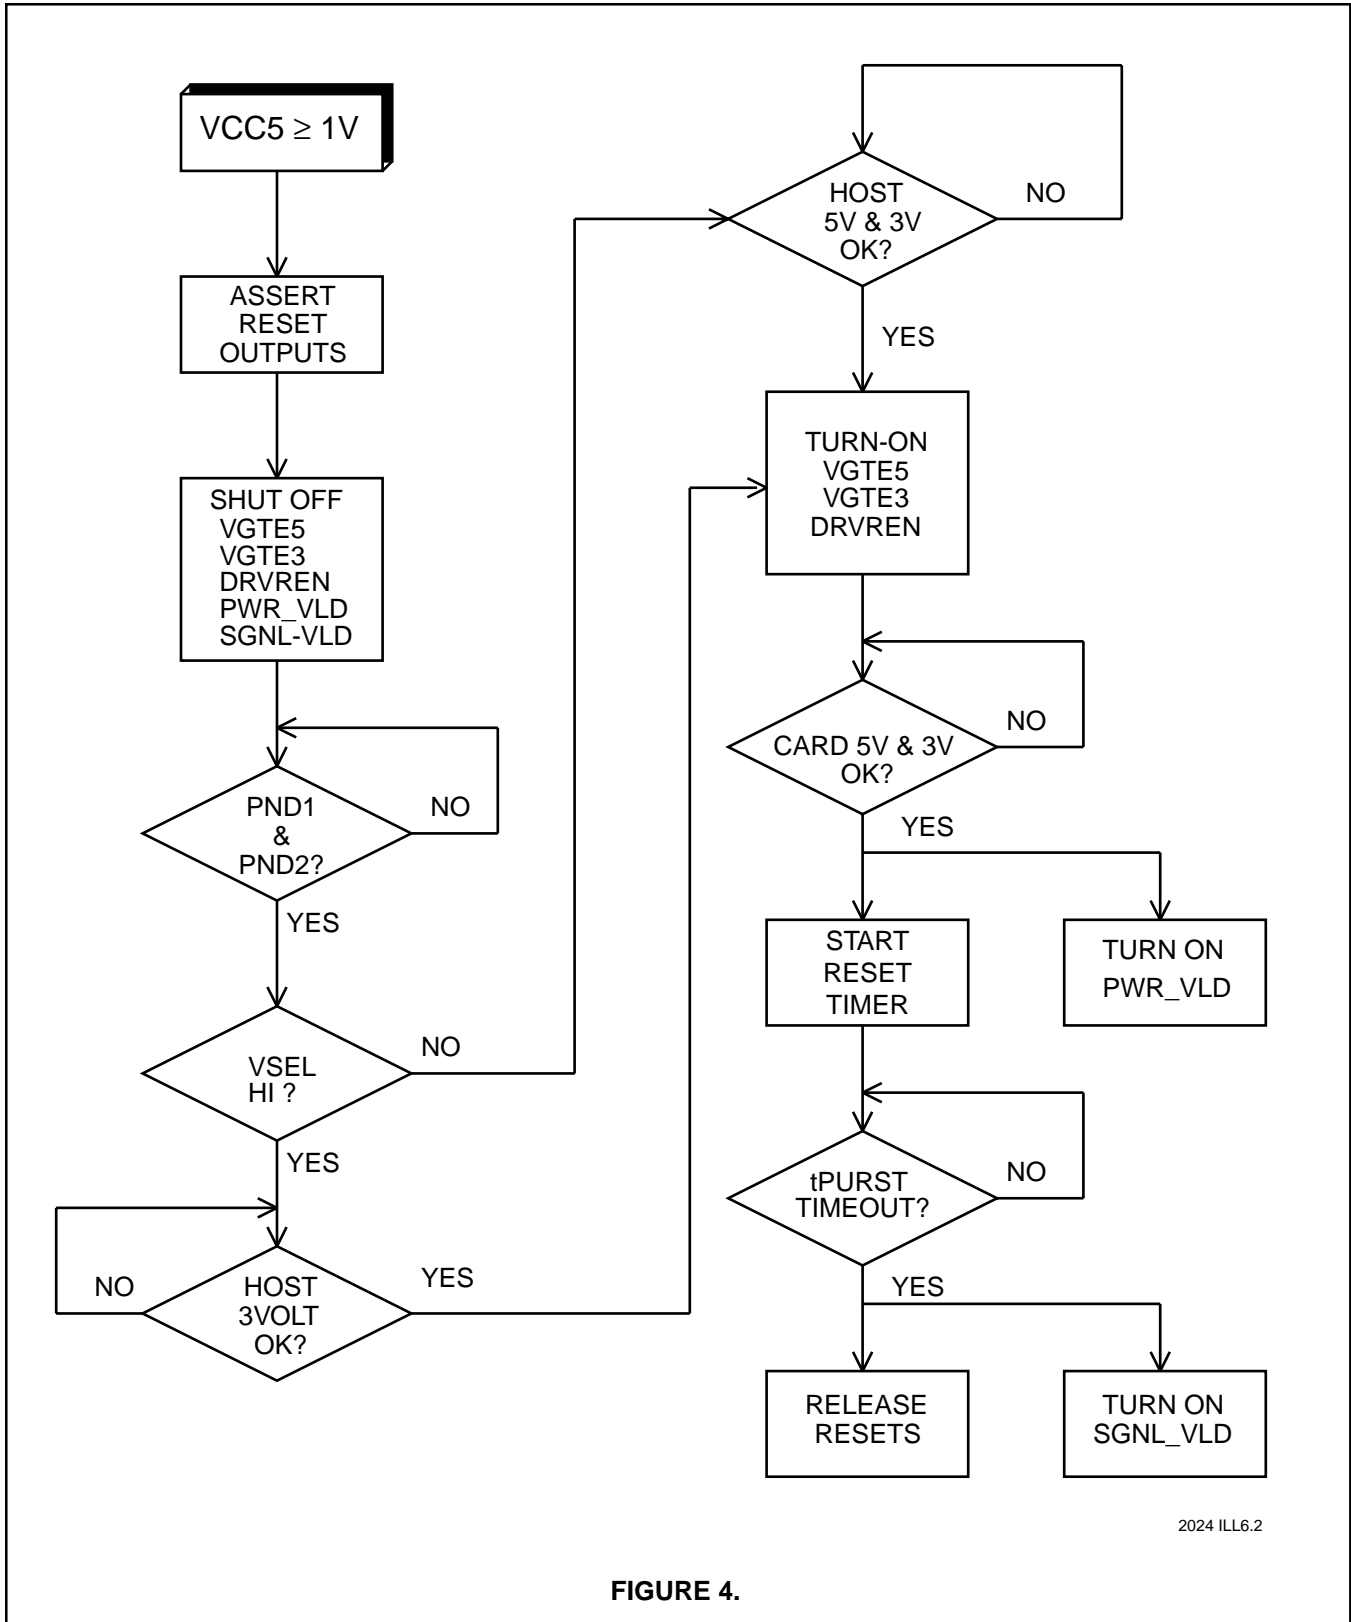 VCC5 ≥ 1V
ASSERT
RESET
OUTPUTS
SHUT OFF
VGTE5
VGTE3
DRVREN
PWR_VLD
SGNL-VLD
PND1
&
PND2?
NO
YES
VSEL
HI ?
NO
YES
HOST
3VOLT
OK?
NO
YES
HOST
5V & 3V
OK?
NO
YES
TURN-ON
VGTE5
VGTE3
DRVREN
CARD 5V & 3V
OK?
NO
YES
START
RESET
TIMER
TURN ON
PWR_VLD
tPURST
TIMEOUT?
NO
YES
RELEASE
RESETS
TURN ON
SGNL_VLD
2024 ILL6.2
FIGURE 4.